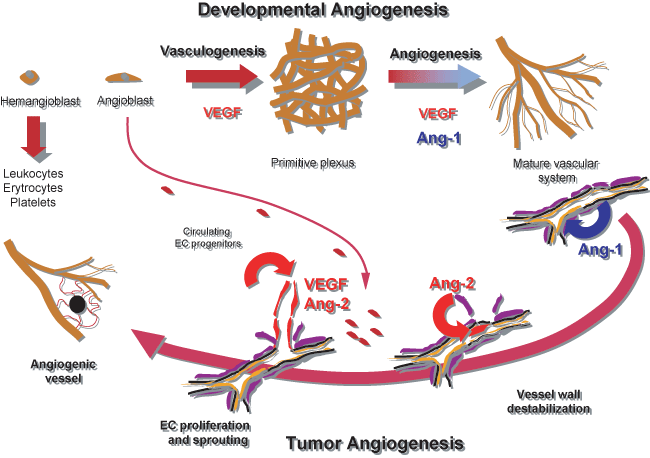 Developmental Angiogenesis
Vasculogenesis
Angiogenesis
Hemangioblast
Angioblast
VEGF
VEGF
Ang-1
Primitive plexus
Mature vascular
system
Leukocytes
Erytrocytes
Platelets
Circulating
EC progenitors
Ang-1
VEGF
Ang-2
Ang-2
Angiogenic
vessel
Vessel wall
destabilization
EC proliferation
and sprouting
Tumor Angiogenesis